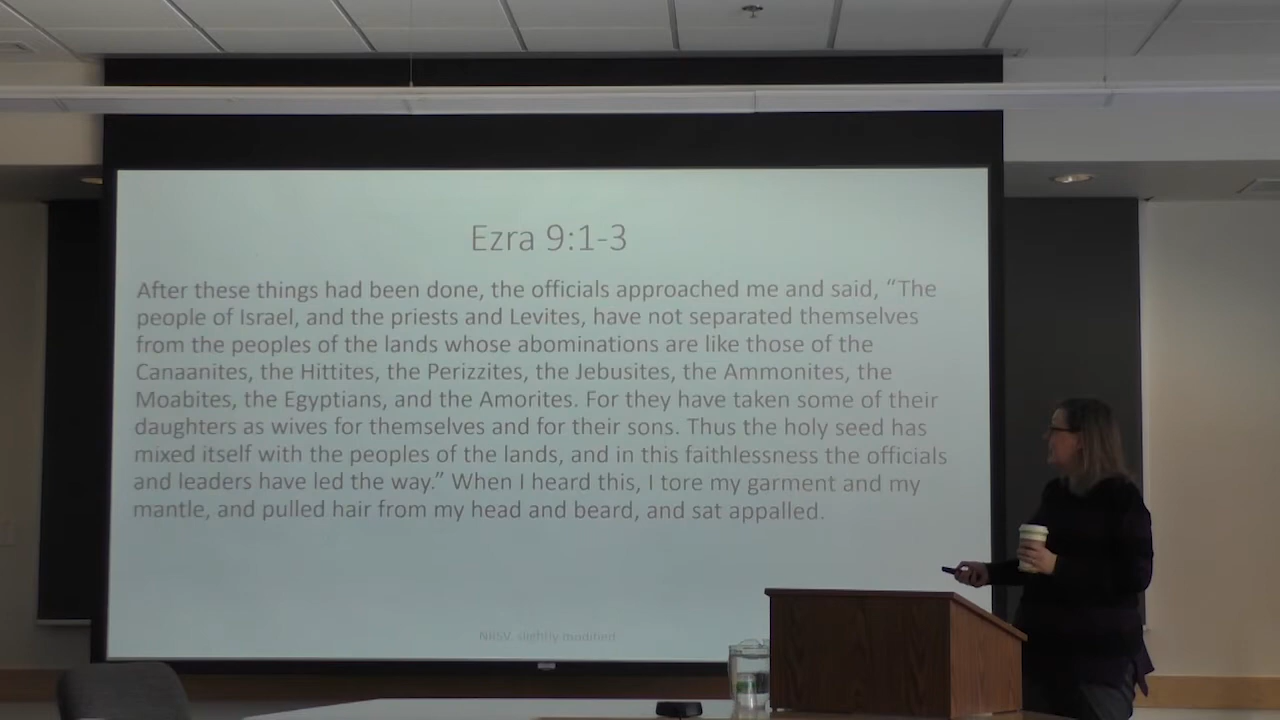 Ezra 9:1-3
After these things had been done, the officials approached me and said, “The
people of Israel, and the priests and Levites, have not separated themselves
from the peoples of the lands whose abominations are like those of the
Canaanites, the Hittites, the Perizzites, the Jebusites, the Ammonites, the
Moabites, the Egyptians, and the Amorites. For they have taken some of their
daughters as wives for themselves and for their sons. Thus the holy seed has
mixed itself with the peoples of the lands, and in this faithlessness the officials
and leaders have led the way.” When I heard this, I tore my garment and my
mantle, and pulled hair from my head and beard, and sat appalled.
NRSV, slightly modified